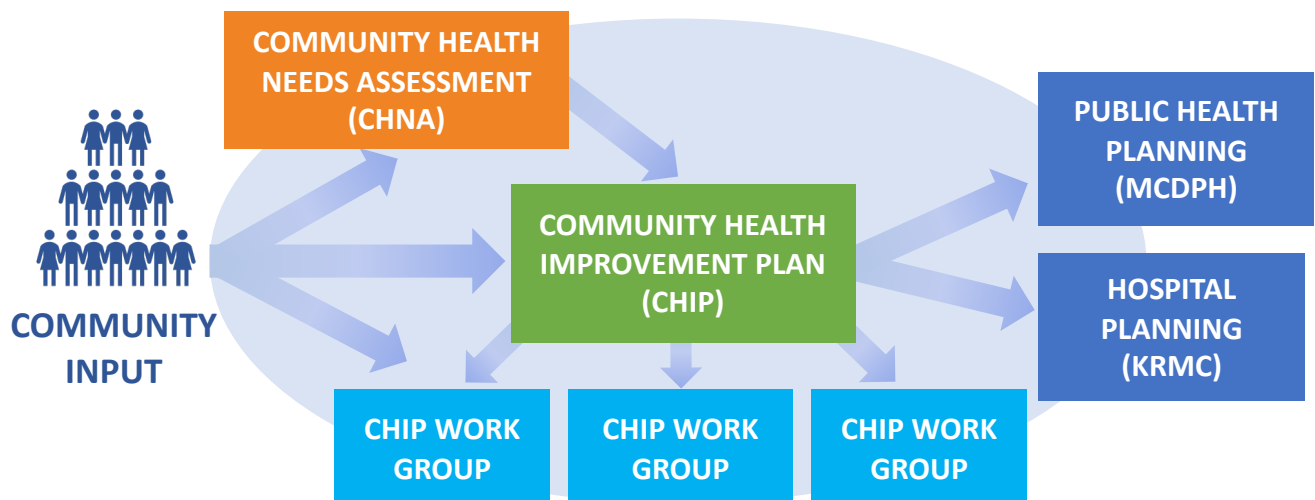 COMMUNITY HEALTH
NEEDS ASSESSMENT
(CHNA)
COMMUNITY
INPUT
COMMUNITY HEALTH
IMPROVEMENT PLAN
(CHIP)
PUBLIC HEALTH
PLANNING
(MCDPH)
HOSPITAL
PLANNING
(KRMC)
CHIP WORK
GROUP
CHIP WORK
GROUP
CHIP WORK
GROUP